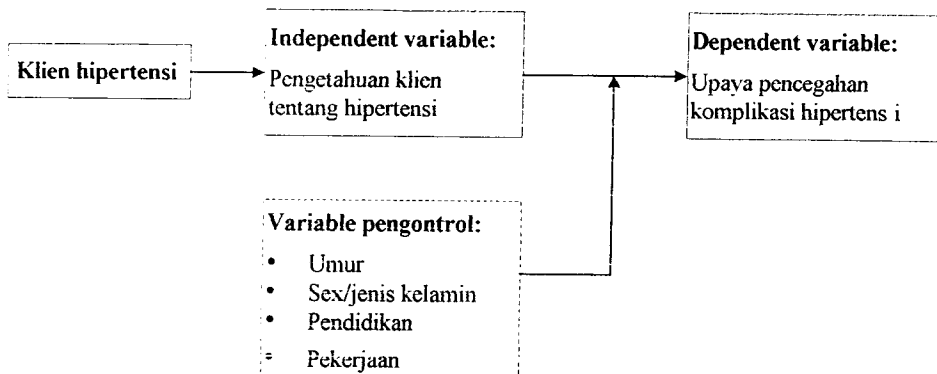 Klien hipertensi
Independent variable:
Pengetahuan klien
tentang hipertensi
Dependent variable:
Upaya pencegahan
komplikasi hipertens i
Variable pengontrol:
• Umur
• Sex/jenis kelamin
• Pendidikan
• Pekerjaan